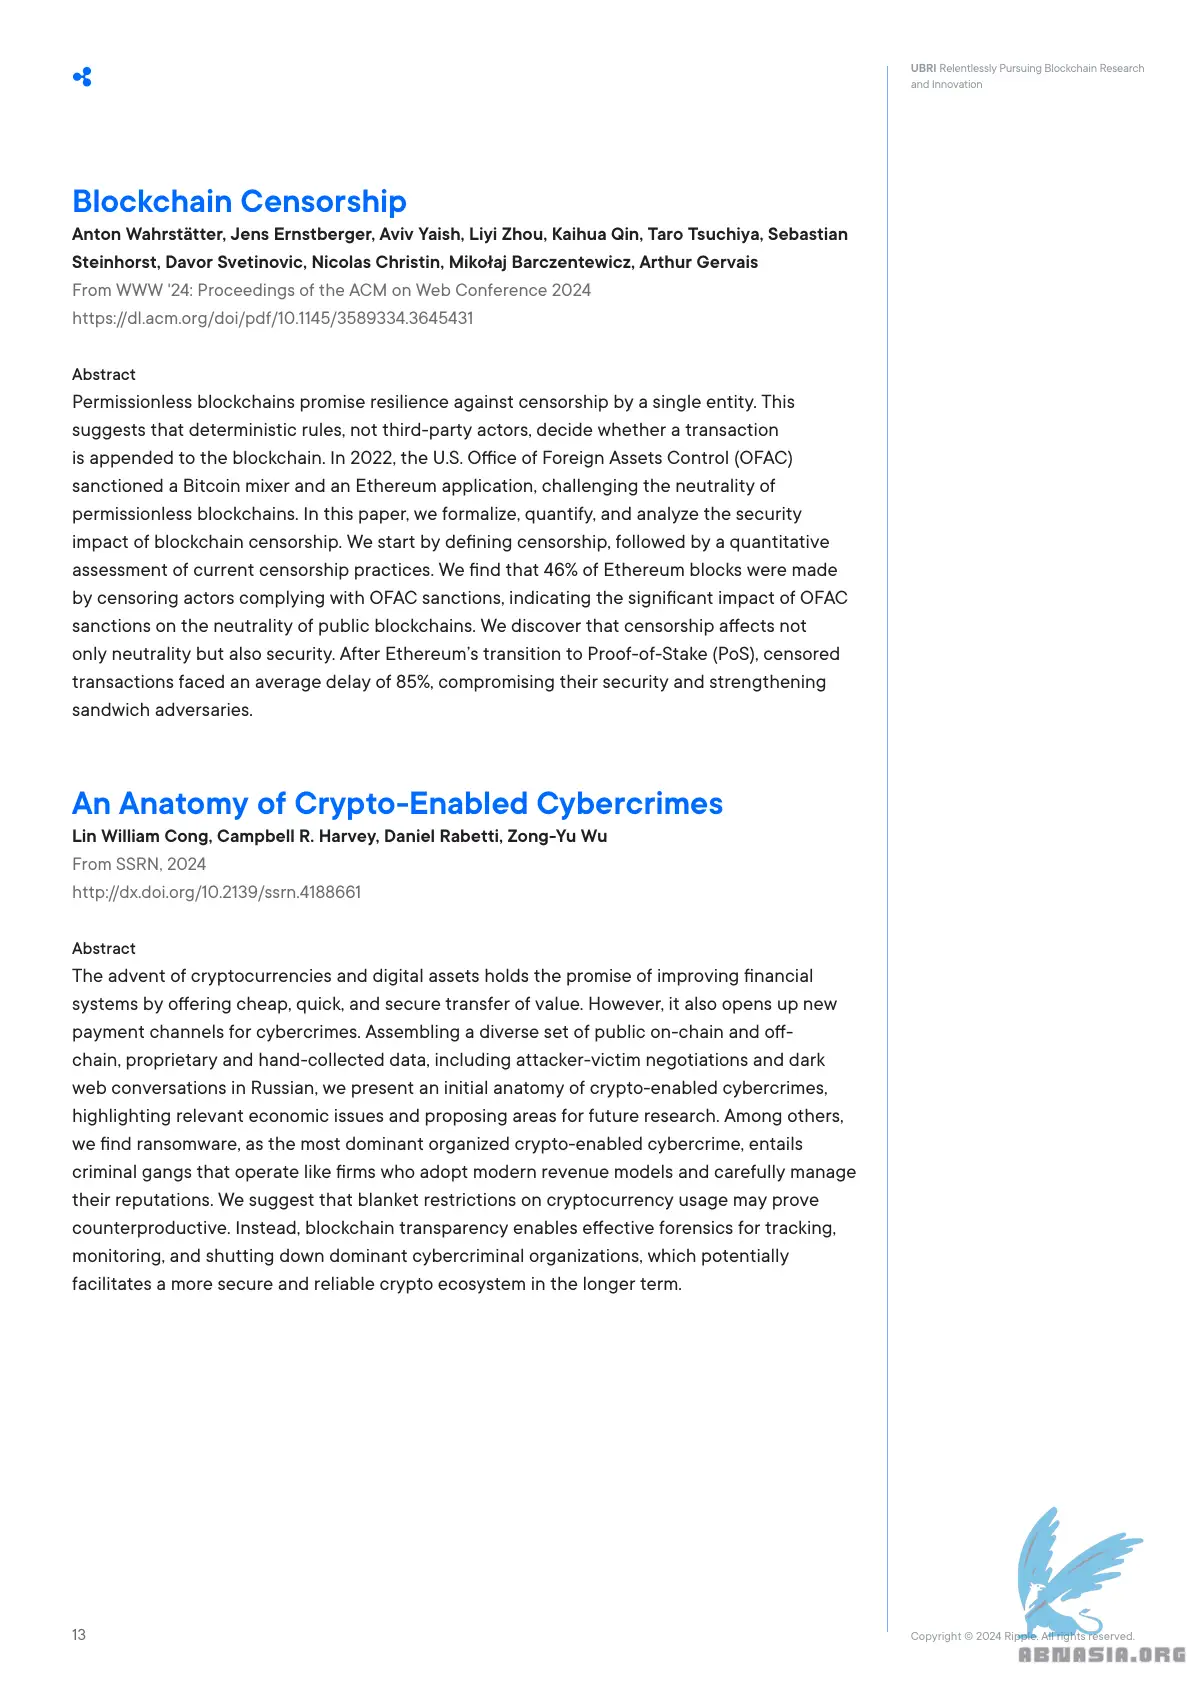 UBRI Relentlessly Pursuing Blockchain Research
and Innovation
Blockchain Censorship
Anton Wahrstätter, Jens Ernstberger, Aviv Yaish, Liyi Zhou, Kaihua Qin, Taro Tsuchiya, Sebastian
Steinhorst, Davor Svetinovic, Nicolas Christin, Mikołaj Barczentewicz, Arthur Gervais
From WWW '24: Proceedings of the ACM on Web Conference 2024
https://dl.acm.org/doi/pdf/10.1145/3589334.3645431
Abstract
Permissionless blockchains promise resilience against censorship by a single entity. This
suggests that deterministic rules, not third-party actors, decide whether a transaction
is appended to the blockchain. In 2022, the U.S. Office of Foreign Assets Control (OFAC)
sanctioned a Bitcoin mixer and an Ethereum application, challenging the neutrality of
permissionless blockchains. In this paper, we formalize, quantify, and analyze the security
impact of blockchain censorship. We start by defining censorship, followed by a quantitative
assessment of current censorship practices. We find that 46% of Ethereum blocks were made
by censoring actors complying with OFAC sanctions, indicating the significant impact of OFAC
sanctions on the neutrality of public blockchains. We discover that censorship affects not
only neutrality but also security. After Ethereum’s transition to Proof-of-Stake (PoS), censored
transactions faced an average delay of 85%, compromising their security and strengthening
sandwich adversaries.
An Anatomy of Crypto-Enabled Cybercrimes
Lin William Cong, Campbell R. Harvey, Daniel Rabetti, Zong-Yu Wu
From SSRN, 2024
http://dx.doi.org/10.2139/ssrn.4188661
Abstract
The advent of cryptocurrencies and digital assets holds the promise of improving financial
systems by offering cheap, quick, and secure transfer of value. However, it also opens up new
payment channels for cybercrimes. Assembling a diverse set of public on-chain and off-
chain, proprietary and hand-collected data, including attacker-victim negotiations and dark
web conversations in Russian, we present an initial anatomy of crypto-enabled cybercrimes,
highlighting relevant economic issues and proposing areas for future research. Among others,
we find ransomware, as the most dominant organized crypto-enabled cybercrime, entails
criminal gangs that operate like firms who adopt modern revenue models and carefully manage
their reputations. We suggest that blanket restrictions on cryptocurrency usage may prove
counterproductive. Instead, blockchain transparency enables effective forensics for tracking,
monitoring, and shutting down dominant cybercriminal organizations, which potentially
facilitates a more secure and reliable crypto ecosystem in the longer term.
13
Copyright © 2024 Ripple. All rights reserved.
ABNASIA.ORG